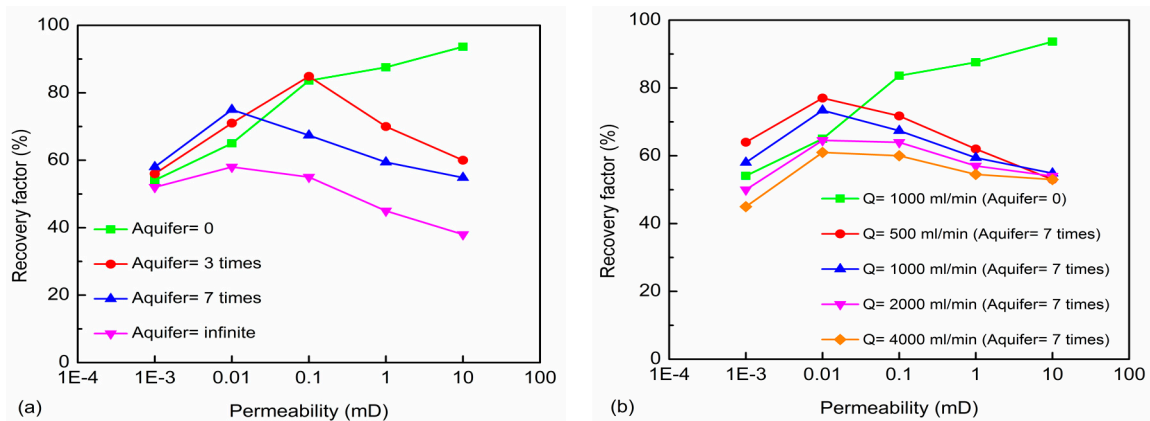 100
80
60
40
20
0
Recovery factor (%)
Aquifer= 0
Aquifer= 3 times
Aquifer= 7 times
Aquifer= infinite
1E-4 1E-3 0.01 0.1 1 10 100
Permeability (mD)
(a)
100
80
60
40
20
0
Recovery factor (%)
Q= 1000 ml/min (Aquifer= 0)
Q= 500 ml/min (Aquifer= 7 times)
Q= 1000 ml/min (Aquifer= 7 times)
Q= 2000 ml/min (Aquifer= 7 times)
Q= 4000 ml/min (Aquifer= 7 times)
1E-4 1E-3 0.01 0.1 1 10 100
Permeability (mD)
(b)